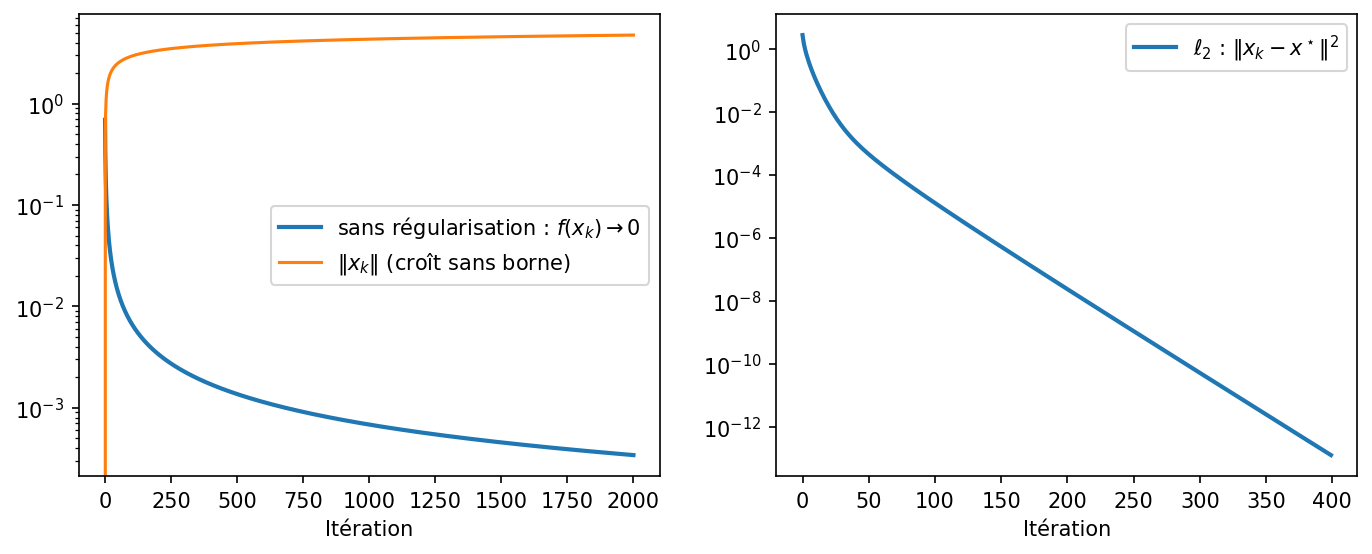 10⁰
10⁻¹
10⁻²
10⁻³
sans régularisation : f(xₖ) → 0
‖xₖ‖ (croît sans borne)
0 250 500 750 1000 1250 1500 1750 2000
Itération
10⁰
10⁻²
10⁻⁴
10⁻⁶
10⁻⁸
10⁻¹⁰
10⁻¹²
ℓ₂ : ‖xₖ − x⋆‖²
0 50 100 150 200 250 300 350 400
Itération